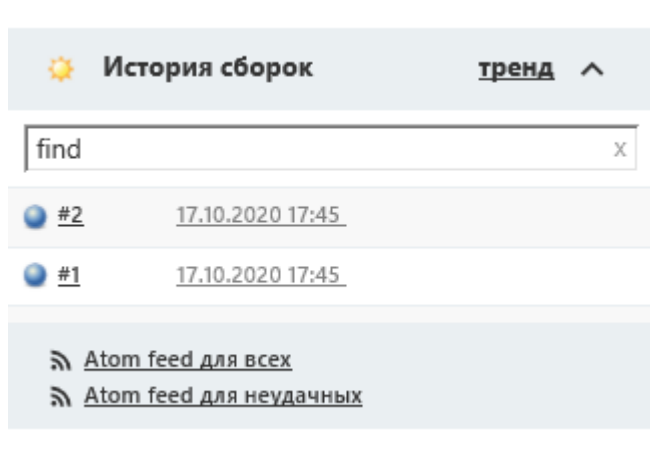 История сборок тренд
find x
#2 17.10.2020 17:45
#1 17.10.2020 17:45
Atom feed для всех
Atom feed для неудачных